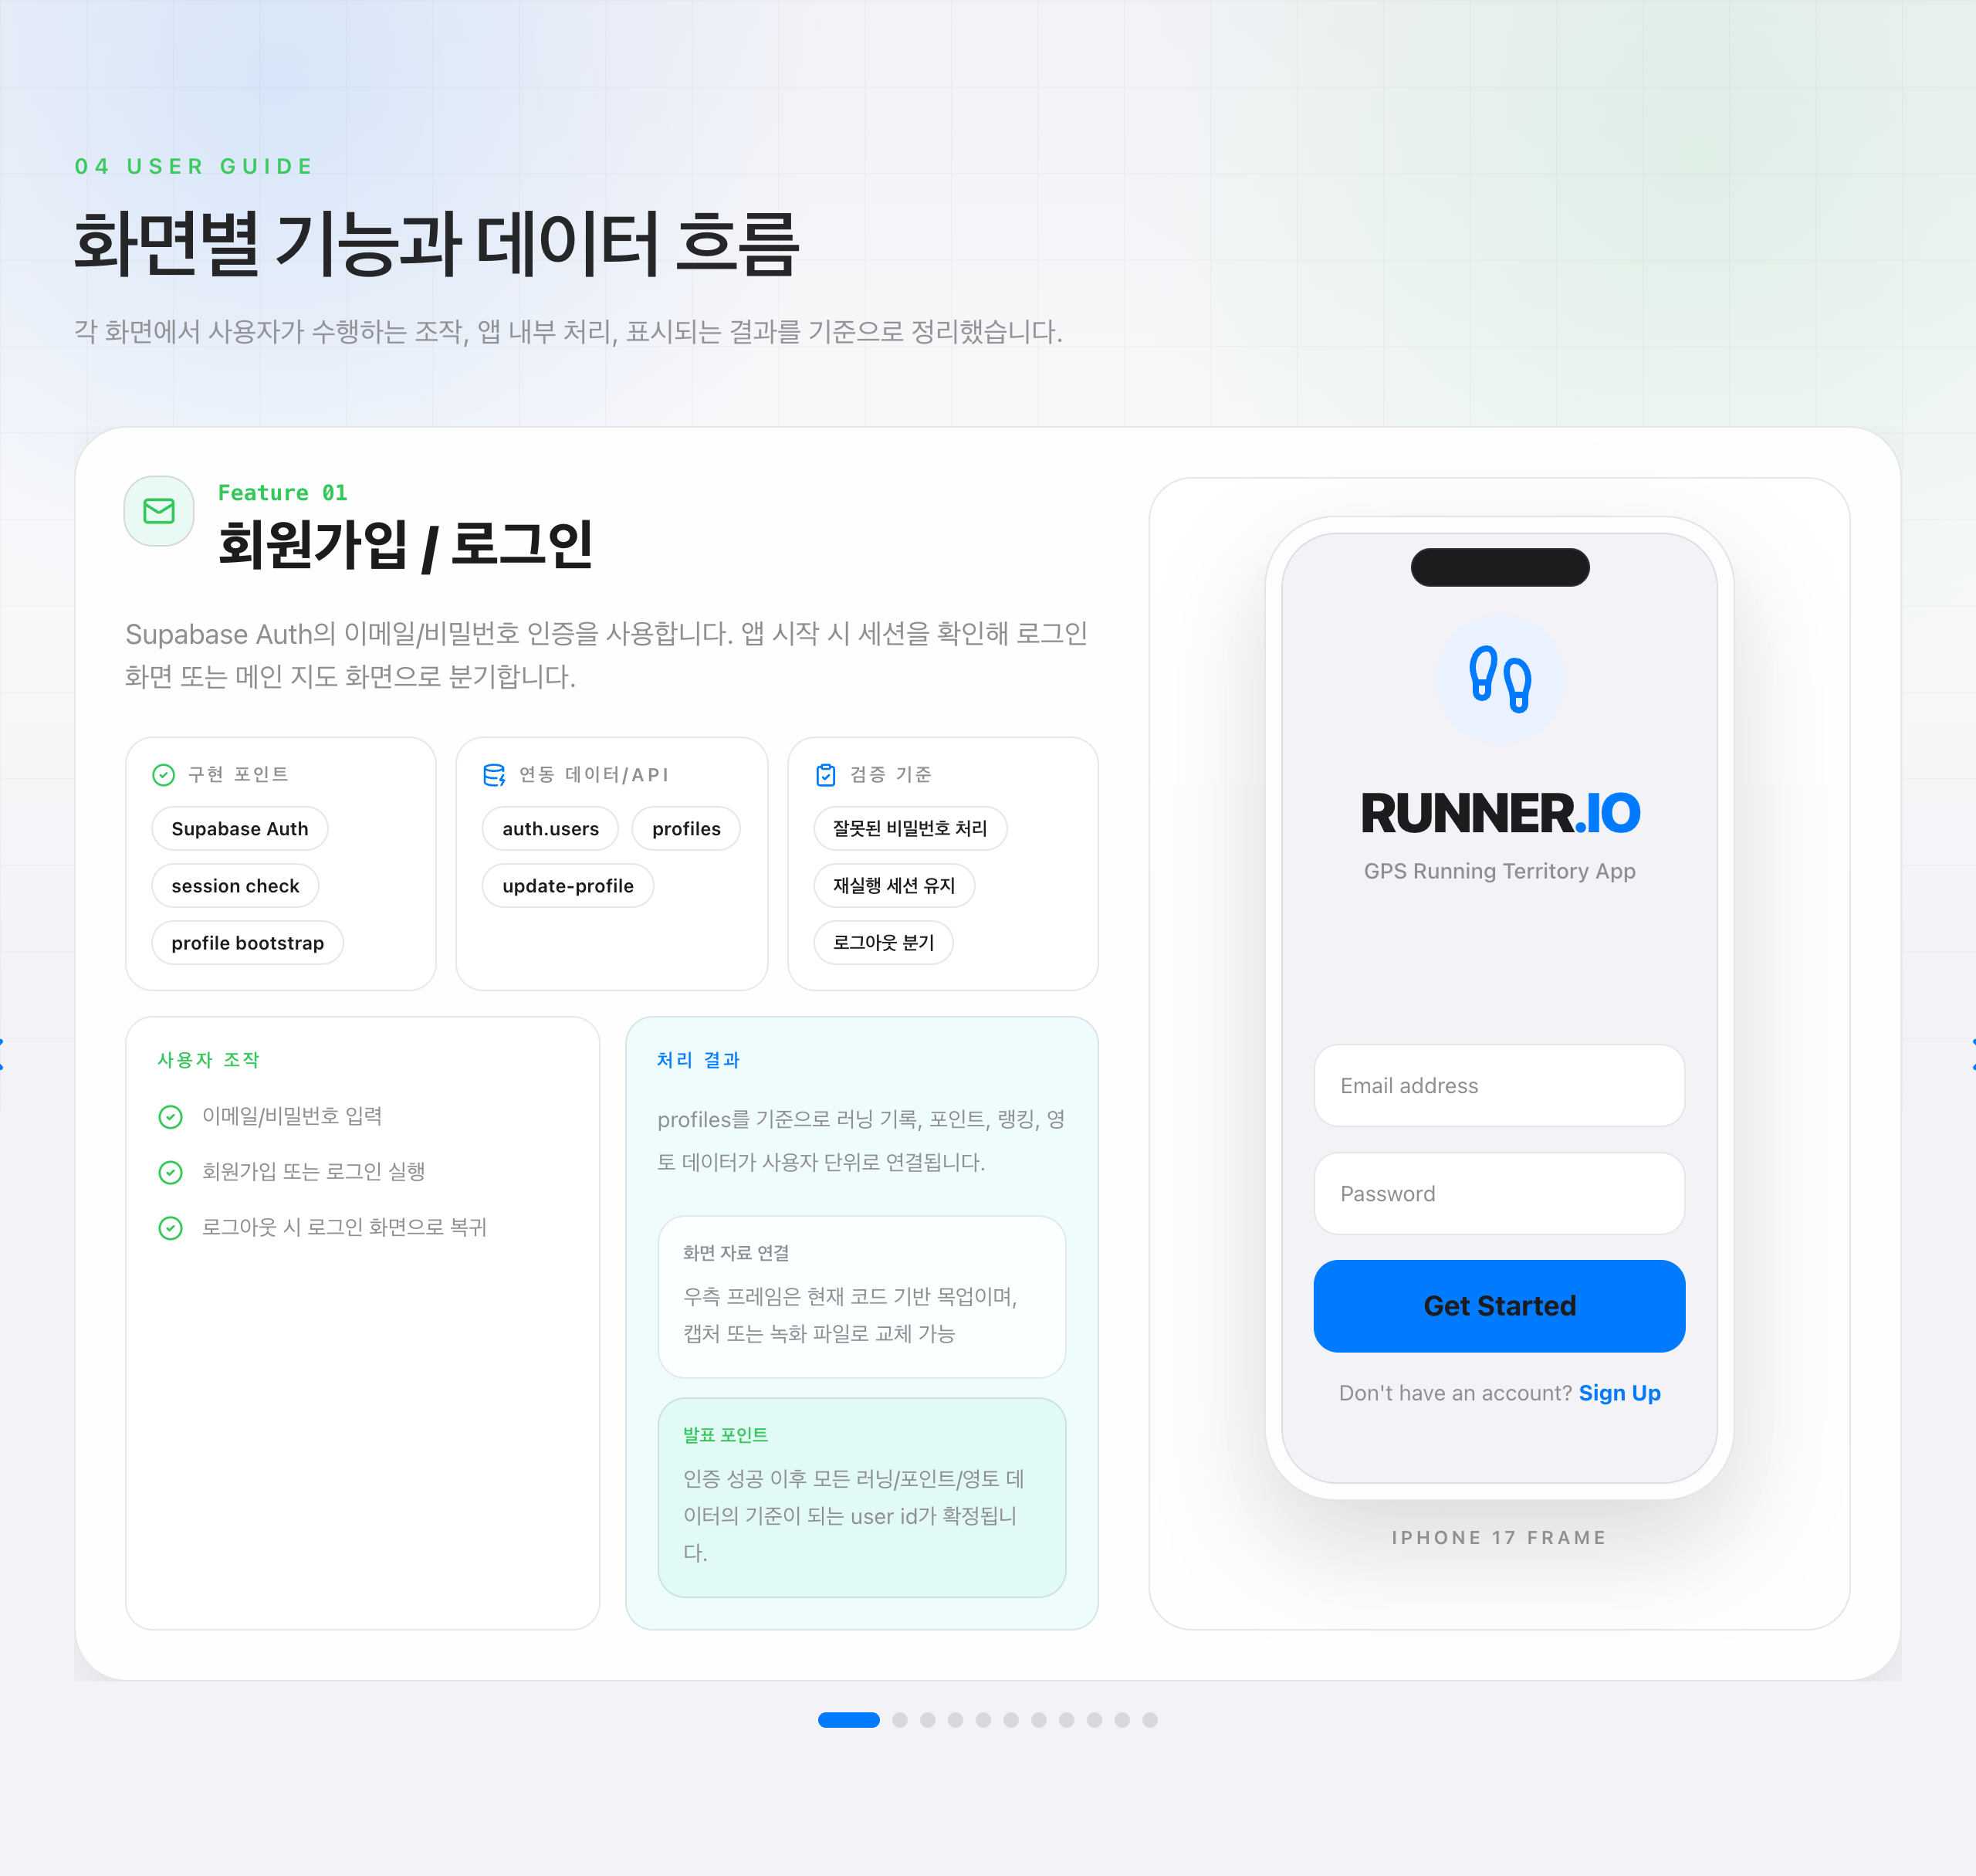 04 USER GUIDE
화면별 기능과 데이터 흐름
각 화면에서 사용자가 수행하는 조작, 앱 내부 처리, 표시되는 결과를 기준으로 정리했습니다.
Feature 01
회원가입 / 로그인
Supabase Auth의 이메일/비밀번호 인증을 사용합니다. 앱 시작 시 세션을 확인해 로그인
화면 또는 메인 지도 화면으로 분기합니다.
구현 포인트
Supabase Auth
session check
profile bootstrap
연동 데이터/API
auth.users profiles
update-profile
검증 기준
잘못된 비밀번호 처리
재실행 세션 유지
로그아웃 분기
사용자 조작
이메일/비밀번호 입력
회원가입 또는 로그인 실행
로그아웃 시 로그인 화면으로 복귀
처리 결과
profiles를 기준으로 러닝 기록, 포인트, 랭킹, 영
토 데이터가 사용자 단위로 연결됩니다.
화면 자료 연결
우측 프레임은 현재 코드 기반 목업이며,
캡처 또는 녹화 파일로 교체 가능
발표 포인트
인증 성공 이후 모든 러닝/포인트/영토 데
이터의 기준이 되는 user id가 확정됩니
다.
RUNNER.IO
GPS Running Territory App
Email address
Password
Get Started
Don't have an account? Sign Up
IPHONE 17 FRAME